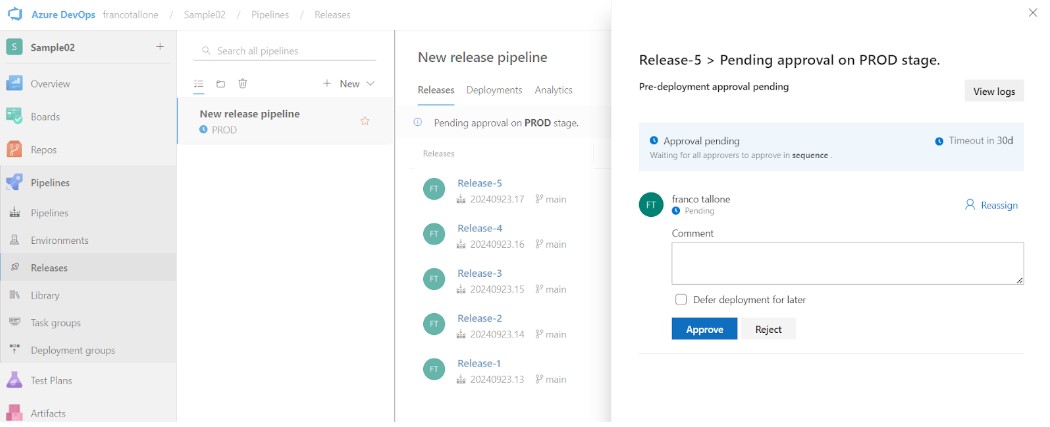 Azure DevOps francotallone / Sample02 / Pipelines / Releases
S Sample02 +
Overview
Boards
Repos
Pipelines
Pipelines
Environments
Releases
Library
Task groups
Deployment groups
Test Plans
Artifacts
Search all pipelines
+ New
New release pipeline
PROD
New release pipeline
Releases Deployments Analytics
Pending approval on PROD stage.
Releases
FT Release-5
20240923.17 main
FT Release-4
20240923.16 main
FT Release-3
20240923.15 main
FT Release-2
20240923.14 main
FT Release-1
20240923.13 main
Release-5 > Pending approval on PROD stage.
Pre-deployment approval pending
View logs
Approval pending Timeout in 30d
Waiting for all approvers to approve in sequence .
FT franco tallone
Pending
Reassign
Comment
Defer deployment for later
Approve Reject